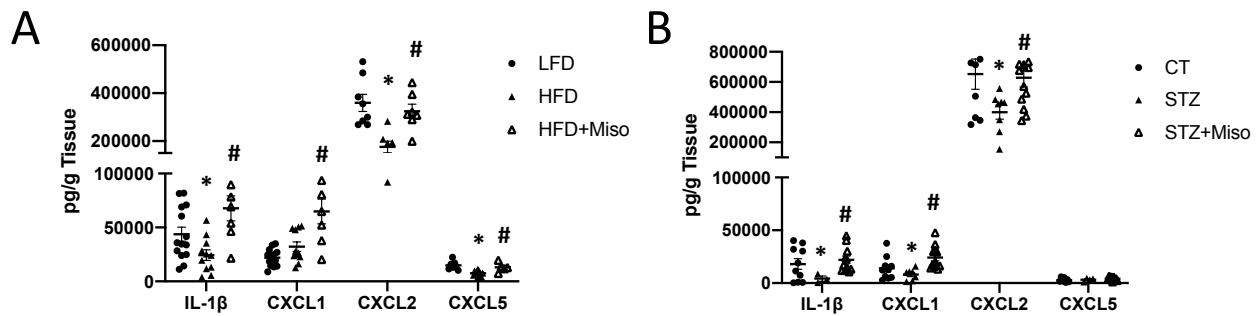 A
pg/g Tissue
600000
400000
200000
100000
50000
0
* # # * # * #
IL-1β CXCL1 CXCL2 CXCL5
LFD
HFD
HFD+Miso
B
pg/g Tissue
800000
600000
400000
200000
100000
50000
0
* # * # * #
IL-1β CXCL1 CXCL2 CXCL5
CT
STZ
STZ+Miso